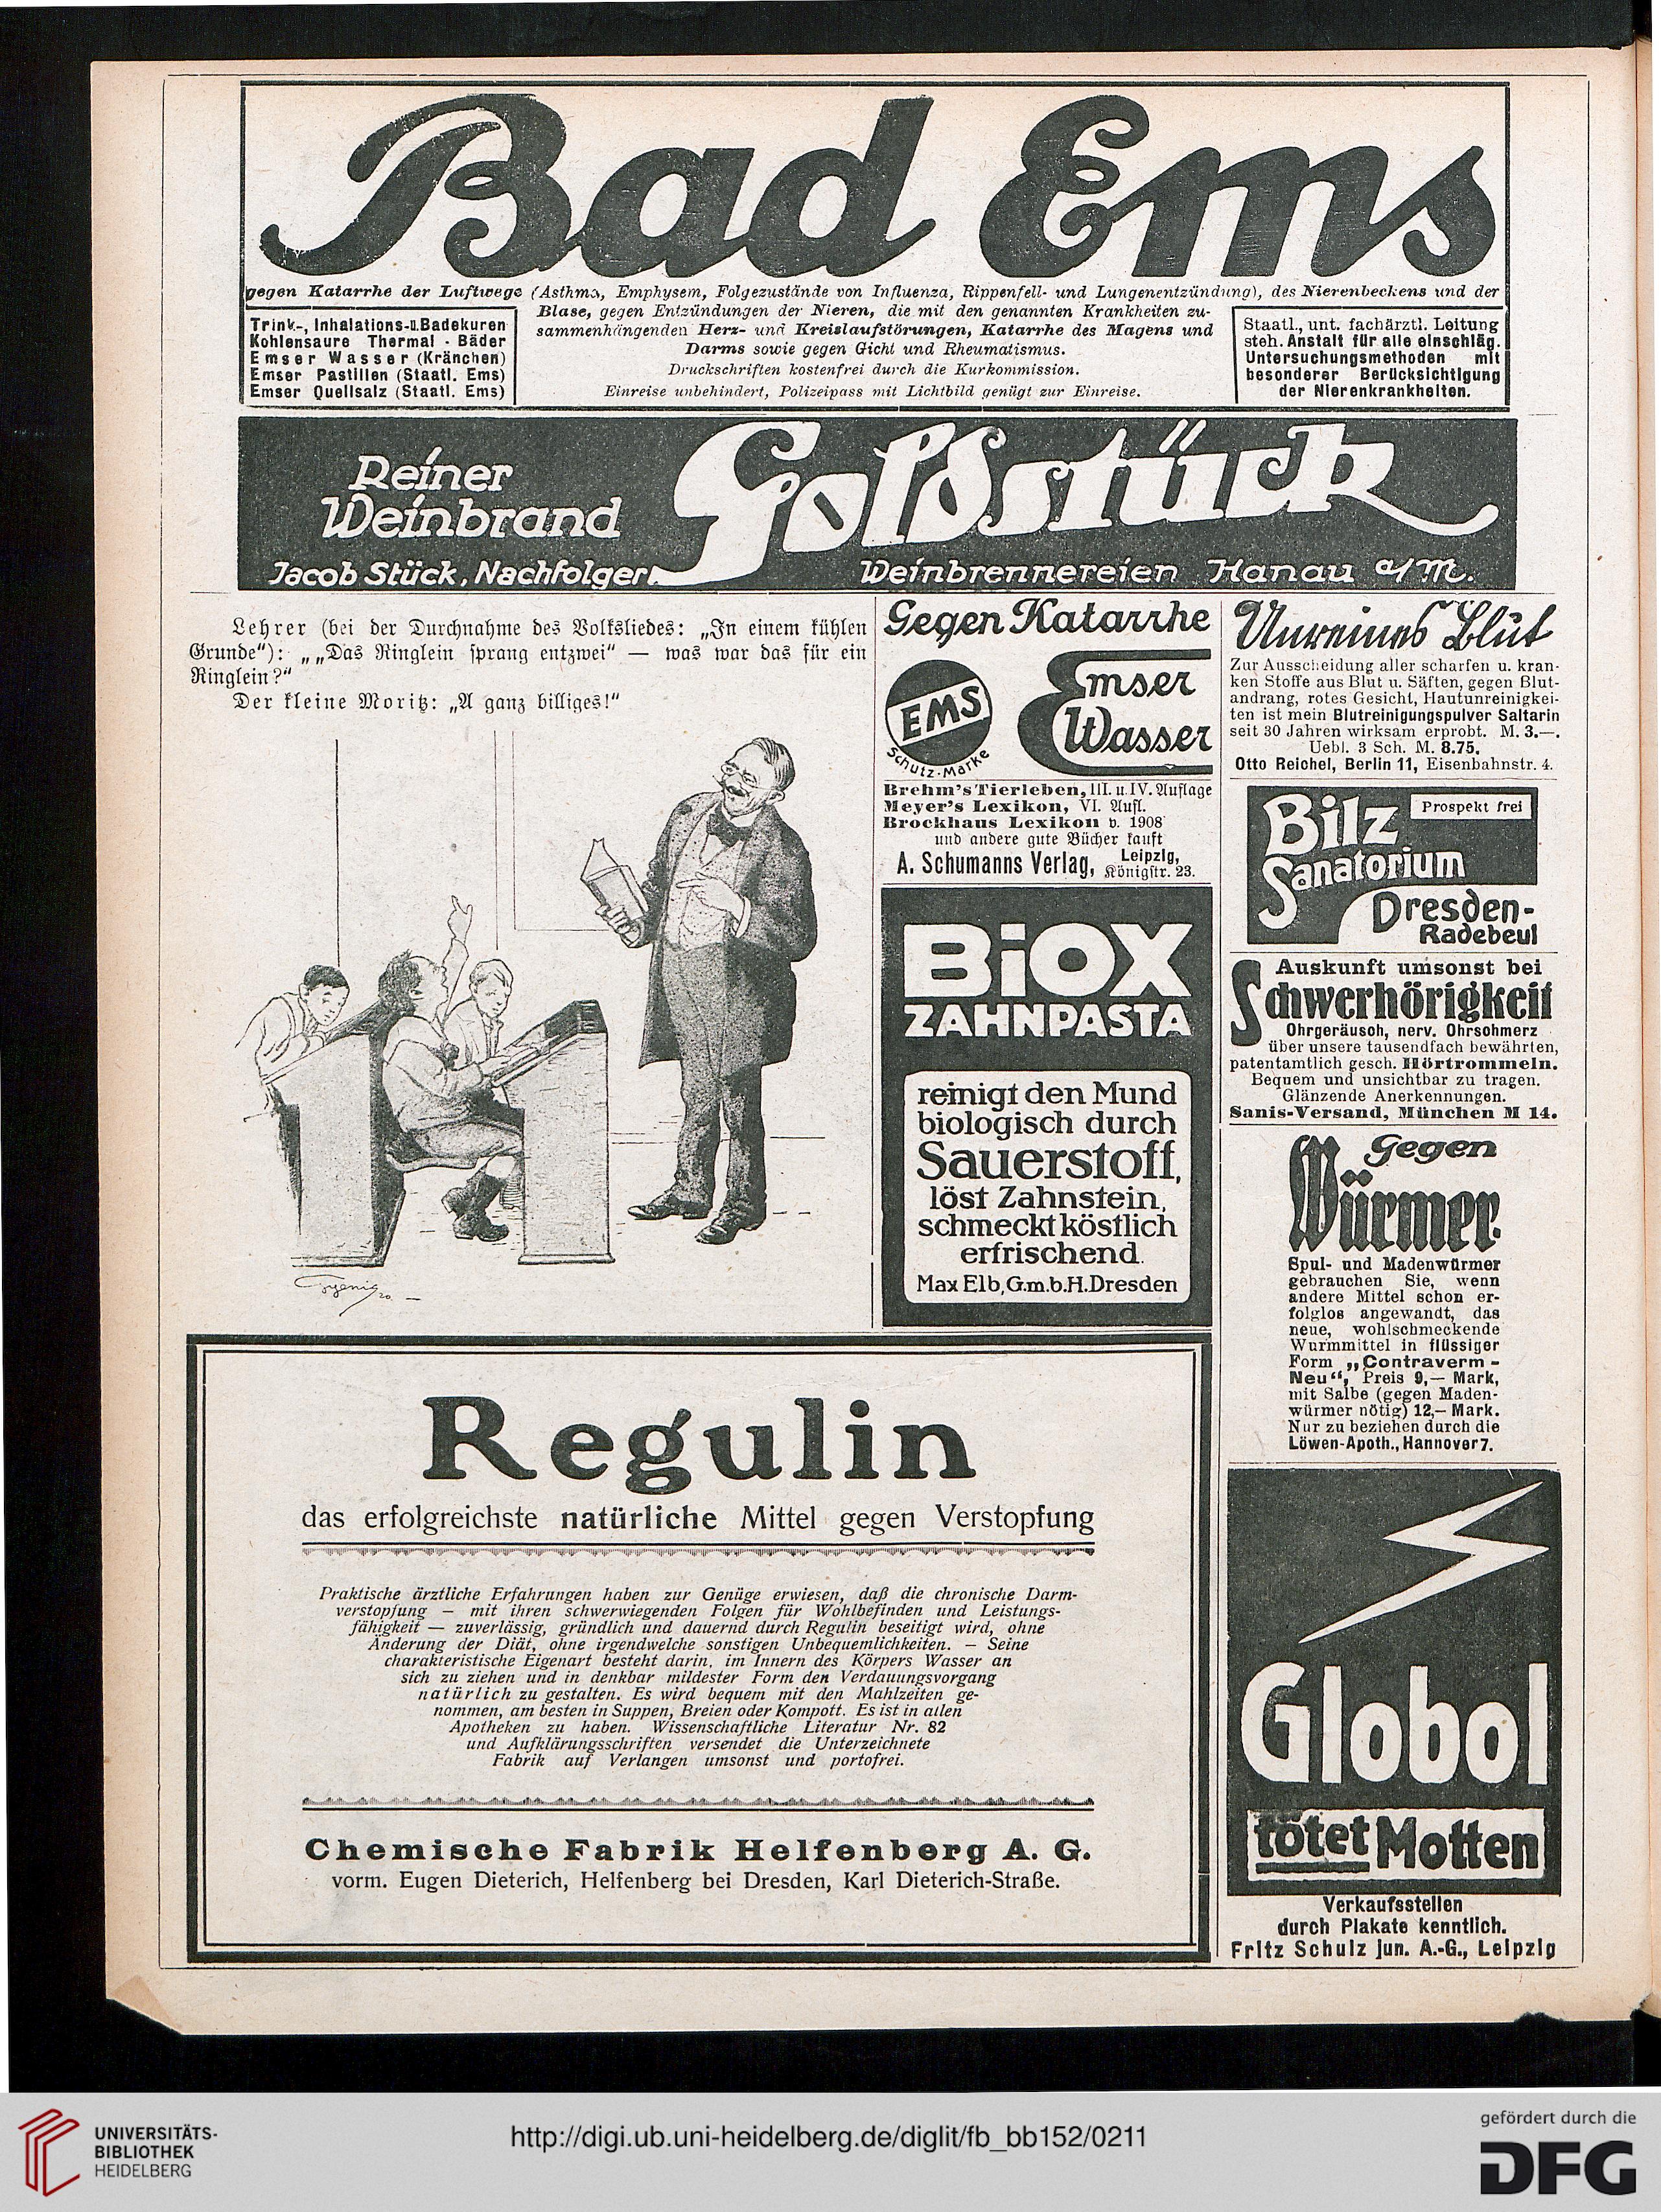 Bad Ems
gegen Katarrhe der Luftwege (Asthma, Emphysem, Folgezustände von Influenza, Rippenfell- und Lungenentzündung), des Nierenbeckens und der
Blase, gegen Entzündungen der Nieren, die mit den genannten Krankheiten zu-
sammenhängenden Herz- und Kreislaufstörungen, Katarrhe des Magens und
Darms sowie gegen Gicht und Rheumatismus.
Druckschriften kostenfrei durch die Kurkommission.
Einreise unbehindert, Polizeipass mit Lichtbild genügt zur Einreise.
Trink-, Inhalations-u.Badekuren
Kohlensaure Thermal - Bäder
Emser Wasser (Kränchen)
Emser Pastillen (Staatl. Ems)
Emser Quellsalz (Staatl. Ems)
Staatl., unt. fachärztl. Leitung
steh. Anstalt für alle einschläg.
Untersuchungsmethoden mit
besonderer Berücksichtigung
der Nierenkrankheiten.
Reiner
Weinbrand
Goldstück
Jacob Stück, Nachfolger.
Weinbrennereien Hanau a/M.
Lehrer (bei der Durchnahme des Volksliedes: „In einem kühlen
Grunde“): „„Das Ringlein sprang entzwei“ — was war das für ein
Ringlein?“
Der kleine Moritz: „A ganz billiges!“
20.
Gegen Katarrhe
EMS
Schutz-Marke
Emser
Wasser
Brehm's Tierleben, III. u. IV. Auflage
Meyer's Lexikon, VI. Aufl.
Brockhaus Lexikon v. 1908
und andere gute Bücher kauft
A. Schumanns Verlag, Leipzig,
Königstr. 23.
BiOX
ZAHNPASTA
reinigt den Mund
biologisch durch
Sauerstoff,
löst Zahnstein,
schmeckt köstlich
erfrischend.
Max Elb, G.m.b.H. Dresden
Unreines Blut
Zur Ausscheidung aller scharfen u. kran-
ken Stoffe aus Blut u. Säften, gegen Blut-
andrang, rotes Gesicht, Hautunreinigkei-
ten ist mein Blutreinigungspulver Saltarin
seit 30 Jahren wirksam erprobt. M. 3.—.
Uebl. 3 Sch. M. 8.75.
Otto Reichel, Berlin 11, Eisenbahnstr. 4.
Bilz
Prospekt frei
Sanatorium
Dresden-
Radebeul
Auskunft umsonst bei
Schwerhörigkeit
Ohrgeräusch, nerv. Ohrschmerz
über unsere tausendfach bewährten,
patentamtlich gesch. Hörtrommeln.
Bequem und unsichtbar zu tragen.
Glänzende Anerkennungen.
Sanis-Versand, München M 14.
Gegen
Würmer.
Spul- und Madenwürmer
gebrauchen Sie, wenn
andere Mittel schon er-
folglos angewandt, das
neue, wohlschmeckende
Wurmmittel in flüssiger
Form „Contraverm -
Neu“, Preis 9,— Mark,
mit Salbe (gegen Maden-
würmer nötig) 12,— Mark.
Nur zu beziehen durch die
Löwen-Apoth., Hannover 7.
Globol
tötet Motten
Verkaufsstellen
durch Plakate kenntlich.
Fritz Schulz jun. A.-G., Leipzig
Regulin
das erfolgreichste natürliche Mittel gegen Verstopfung
Praktische ärztliche Erfahrungen haben zur Genüge erwiesen, daß die chronische Darm-
verstopfung — mit ihren schwerwiegenden Folgen für Wohlbefinden und Leistungs-
fähigkeit — zuverlässig, gründlich und dauernd durch Regulin beseitigt wird, ohne
Änderung der Diät, ohne irgendwelche sonstigen Unbequemlichkeiten. — Seine
charakteristische Eigenart besteht darin, im Innern des Körpers Wasser an
sich zu ziehen und in denkbar mildester Form den Verdauungsvorgang
natürlich zu gestalten. Es wird bequem mit den Mahlzeiten ge-
nommen, am besten in Suppen, Breien oder Kompott. Es ist in allen
Apotheken zu haben. Wissenschaftliche Literatur Nr. 82
und Aufklärungsschriften versendet die Unterzeichnete
Fabrik auf Verlangen umsonst und portofrei.
Chemische Fabrik Helfenberg A. G.
vorm. Eugen Dieterich, Helfenberg bei Dresden, Karl Dieterich-Straße.
UNIVERSITÄTS-
BIBLIOTHEK
HEIDELBERG
http://digi.ub.uni-heidelberg.de/diglit/fb_bb152/0211
gefördert durch die
DFG